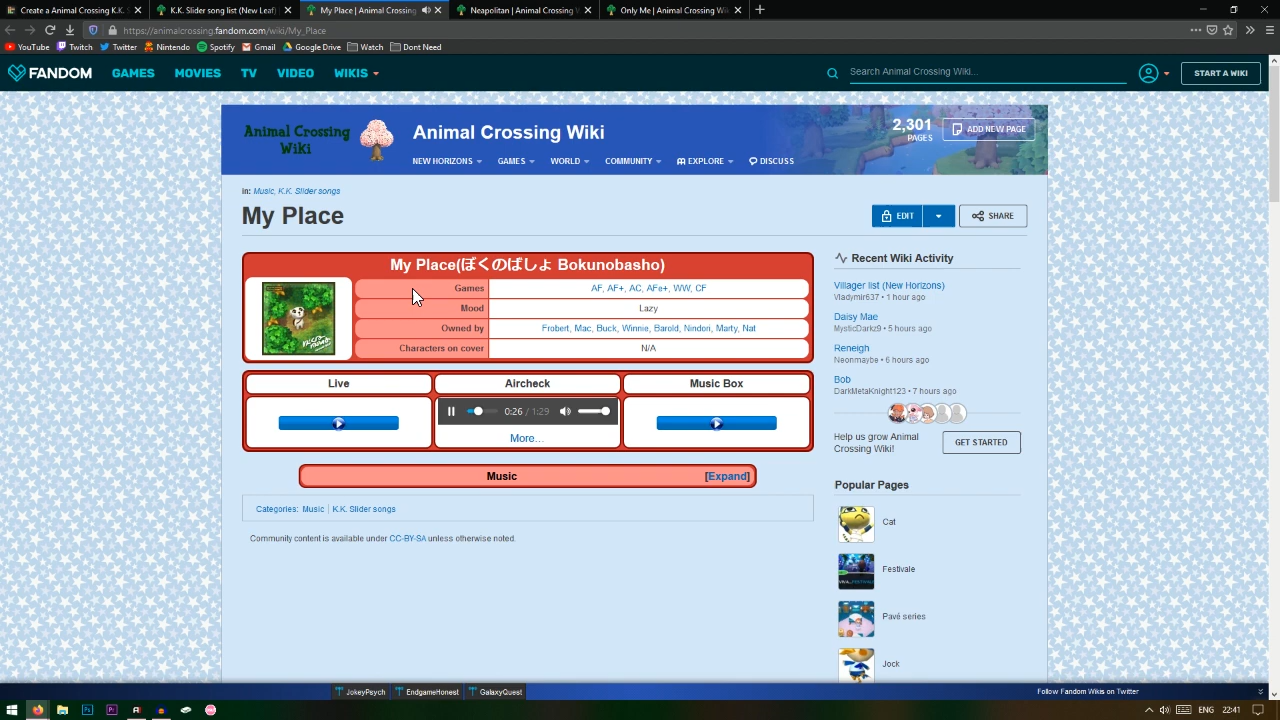 Create a Animal Crossing K.K. S
K.K. Slider song list (New Leaf) |
My Place | Animal Crossing
Neapolitan | Animal Crossing W
Only Me | Animal Crossing Wiki
https://animalcrossing.fandom.com/wiki/My_Place
YouTube Twitch Twitter Nintendo Spotify Gmail Google Drive Watch Dont Need
FANDOM GAMES MOVIES TV VIDEO WIKIS
Search Animal Crossing Wiki...
START A WIKI
Animal Crossing Wiki
Animal Crossing Wiki
2,301 PAGES
ADD NEW PAGE
NEW HORIZONS GAMES WORLD COMMUNITY EXPLORE DISCUSS
in: Music, K.K. Slider songs
My Place
EDIT
SHARE
My Place(ぼくのばしょ Bokunobasho)
Games AF, AF+, AC, AFe+, WW, CF
Mood Lazy
Owned by Frobert, Mac, Buck, Winnie, Barold, Nindori, Marty, Nat
Characters on cover N/A
Live Aircheck Music Box
0:26 / 1:29
More...
Music [Expand]
Categories: Music K.K. Slider songs
Community content is available under CC-BY-SA unless otherwise noted.
Recent Wiki Activity
Villager list (New Horizons)
Vladymir637 • 1 hour ago
Daisy Mae
MysticDarkz9 • 5 hours ago
Reneigh
Neonmaybe • 6 hours ago
Bob
DarkMetaKnight123 • 7 hours ago
Help us grow Animal Crossing Wiki!
GET STARTED
Popular Pages
Cat
Festivale
Pavé series
Jock
JokeyPsych EndgameHonest GalaxyQuest
Follow Fandom Wikis on Twitter
ENG 22:41